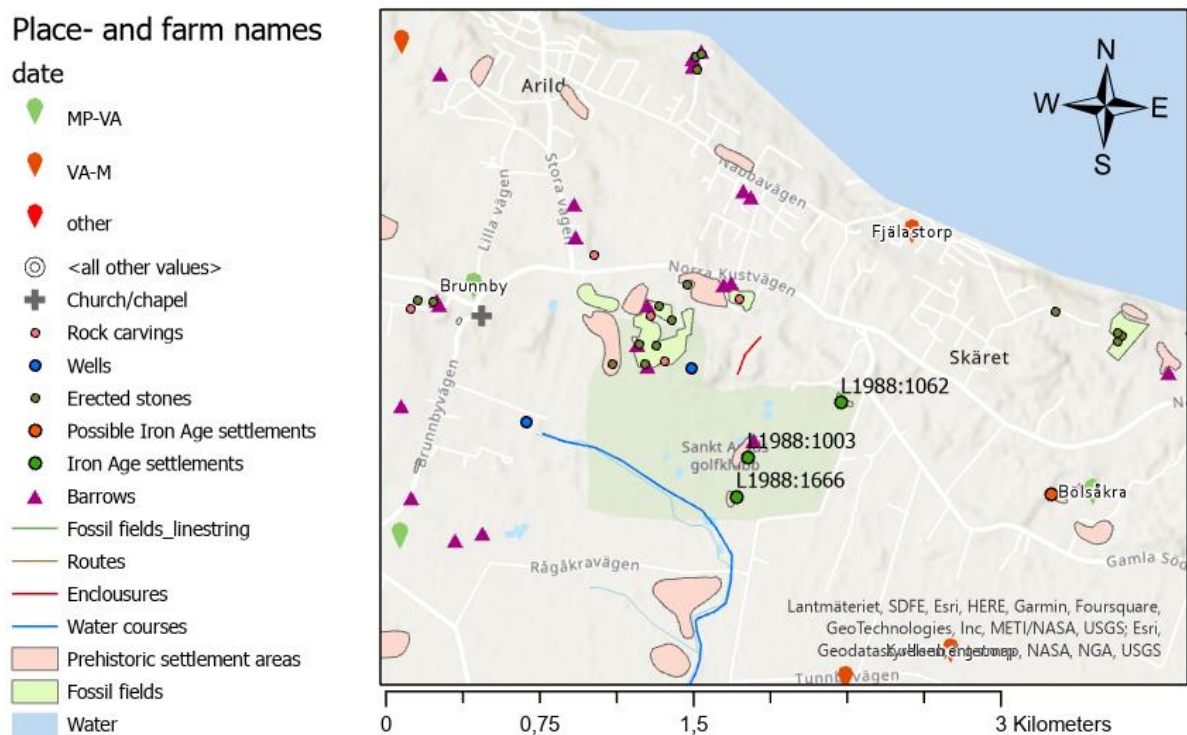 Place- and farm names
date
MP-VA
VA-M
other
<all other values>
Church/chapel
Rock carvings
Wells
Erected stones
Possible Iron Age settlements
Iron Age settlements
Barrows
Fossil fields_linestring
Routes
Enclousures
Water courses
Prehistoric settlement areas
Fossil fields
Water
N
W E
S
Arild
Nabbavägen
Stora vägen
Lilla vägen
Fjälastorp
Norra Kustvägen
Brunnby
Skäret
L1988:1062
Brunnbyvägen
L1988:1003
Sankt
golfklubb
L1988:1666
Bölsåkra
Gamla Söd
Rågåkravägen
Lantmäteriet, SDFE, Esri, HERE, Garmin, Foursquare,
GeoTechnologies, Inc, METI/NASA, USGS; Esri,
NASA, NGA, USGS
0 0,75 1,5 3 Kilometers